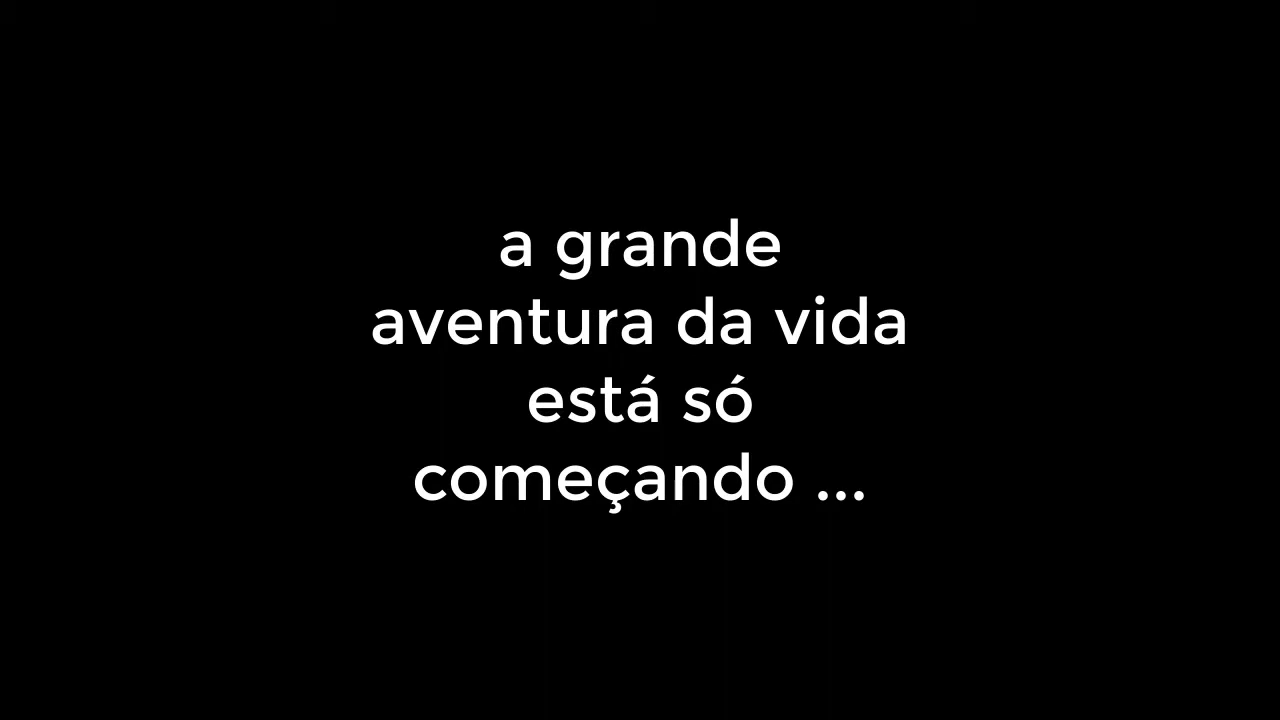 a grande
aventura da vida
está só
começando ...